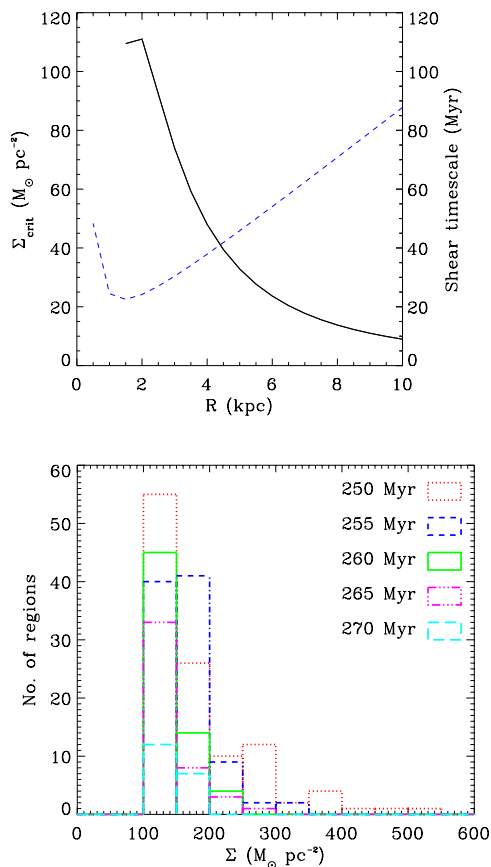 120
100
80
60
40
20
0
Σcrit (M⊙ pc⁻²)
120
100
80
60
40
20
0
Shear timescale (Myr)
0 2 4 6 8 10
R (kpc)
60
50
40
30
20
10
0
No. of regions
250 Myr
255 Myr
260 Myr
265 Myr
270 Myr
0 100 200 300 400 500 600
Σ (M⊙ pc⁻²)